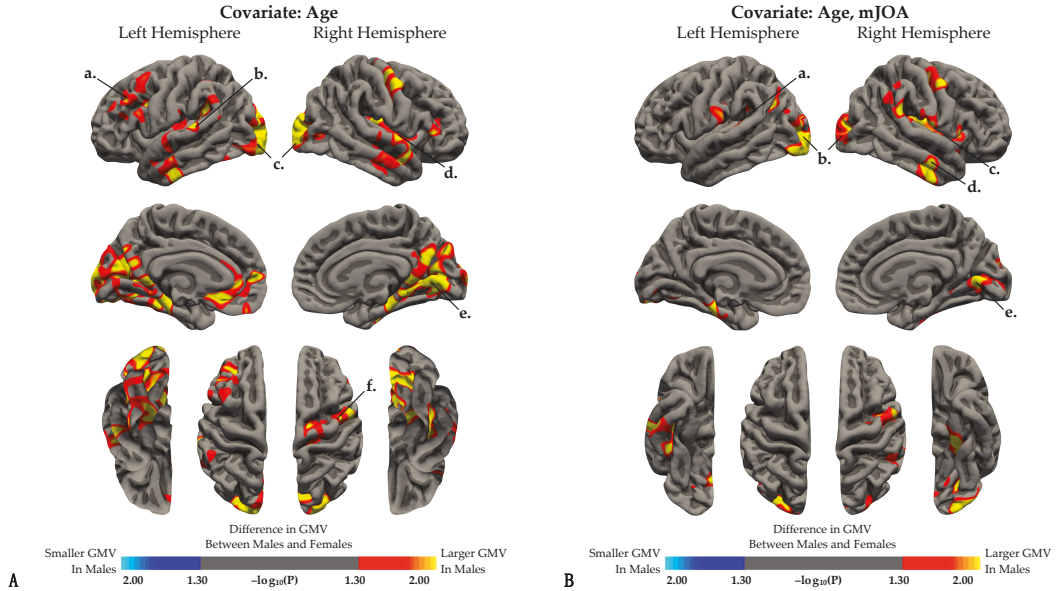 Covariate: Age
Left Hemisphere
Right Hemisphere
a.
b.
c.
d.
e.
f.
Difference in GMV
Between Males and Females
Smaller GMV
In Males
Larger GMV
In Males
2.00
1.30
–log₁₀(P)
1.30
2.00
A
Covariate: Age, mJOA
Left Hemisphere
Right Hemisphere
a.
b.
c.
d.
e.
Difference in GMV
Between Males and Females
Smaller GMV
In Males
Larger GMV
In Males
2.00
1.30
–log₁₀(P)
1.30
2.00
B